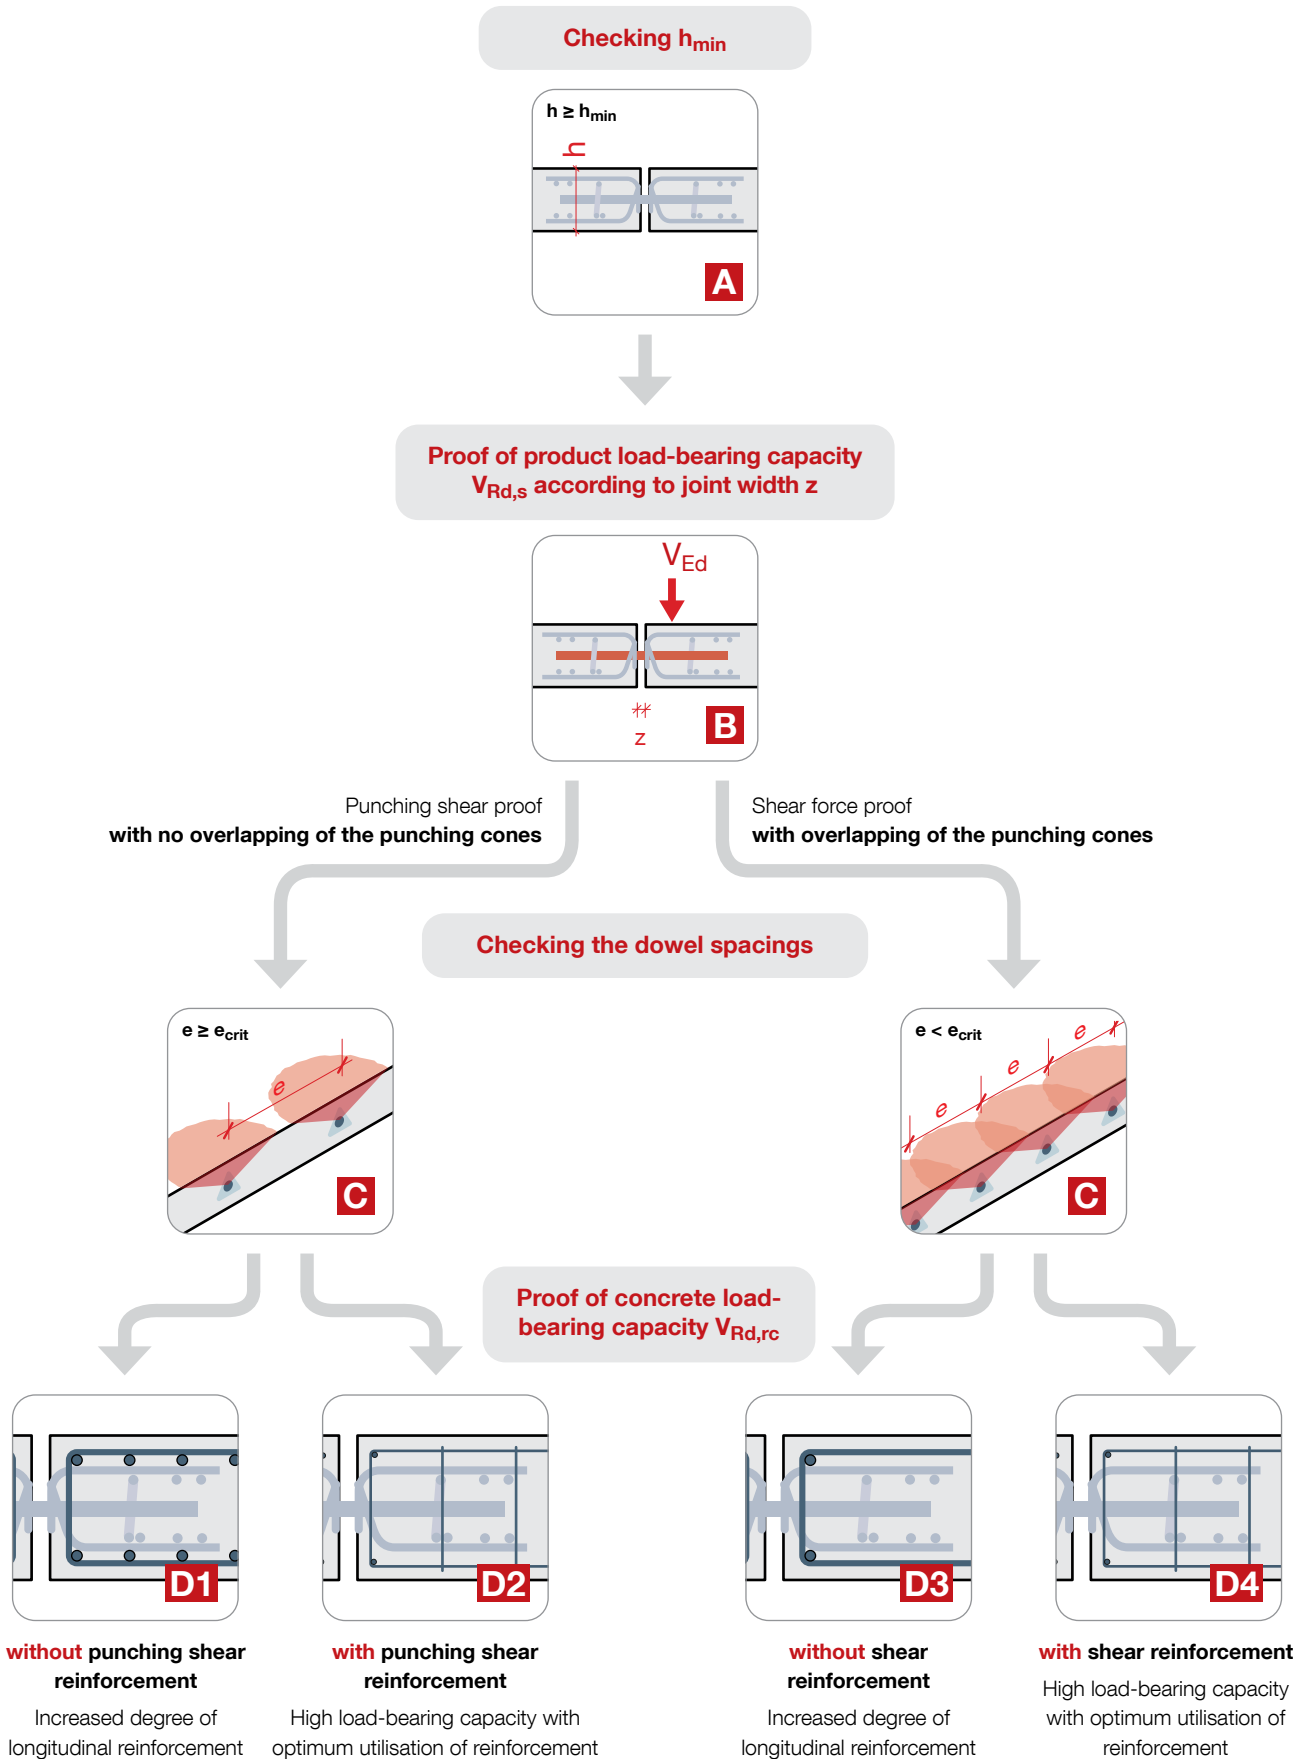 Checking hmin
h ≥ hmin
h
A
Proof of product load-bearing capacity
VRd,s according to joint width z
VEd
z
B
Punching shear proof
with no overlapping of the punching cones
Shear force proof
with overlapping of the punching cones
Checking the dowel spacings
e ≥ ecrit
e
C
e < ecrit
e
e
e
C
Proof of concrete load-
bearing capacity VRd,rc
D1
D2
D3
D4
without punching shear
reinforcement
Increased degree of
longitudinal reinforcement
with punching shear
reinforcement
High load-bearing capacity with
optimum utilisation of reinforcement
without shear
reinforcement
Increased degree of
longitudinal reinforcement
with shear reinforcement
High load-bearing capacity
with optimum utilisation of
reinforcement